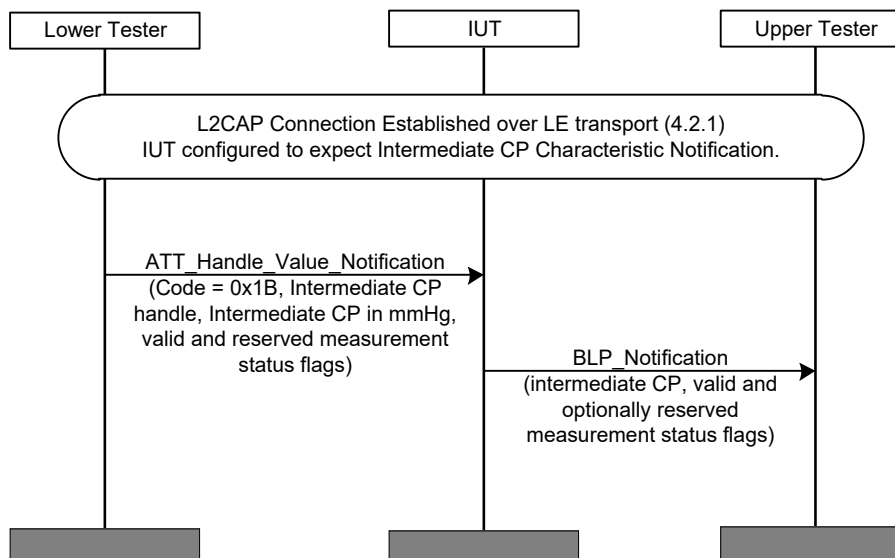 Lower Tester
IUT
Upper Tester
L2CAP Connection Established over LE transport (4.2.1)
IUT configured to expect Intermediate CP Characteristic Notification.
ATT_Handle_Value_Notification
(Code = 0x1B, Intermediate CP
handle, Intermediate CP in mmHg,
valid and reserved measurement
status flags)
BLP_Notification
(intermediate CP, valid and
optionally reserved
measurement status flags)